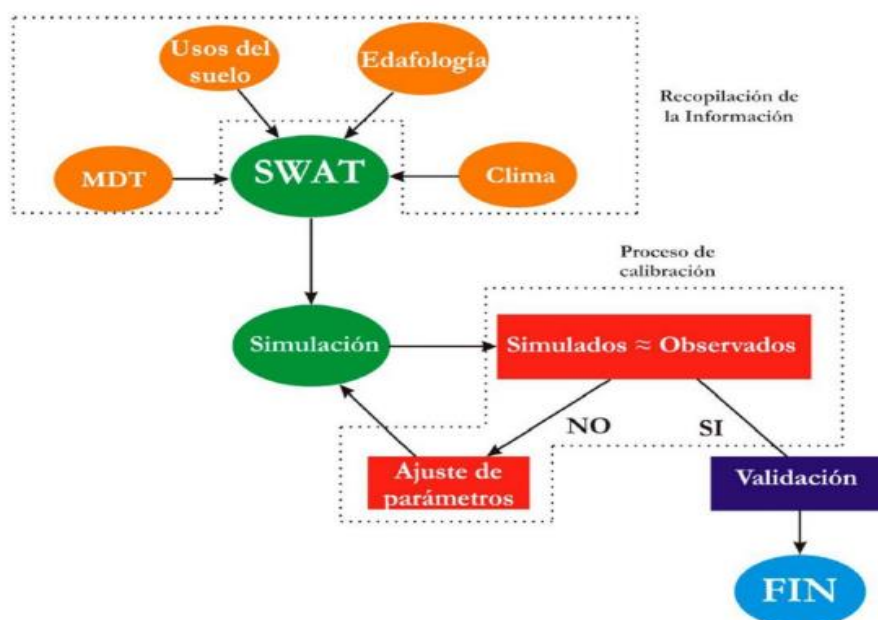 Usos del
suelo
Edafología
Recopilación de
la Información
MDT
SWAT
Clima
Proceso de
calibración
Simulación
Simulados ≈ Observados
NO
SI
Ajuste de
parámetros
Validación
FIN